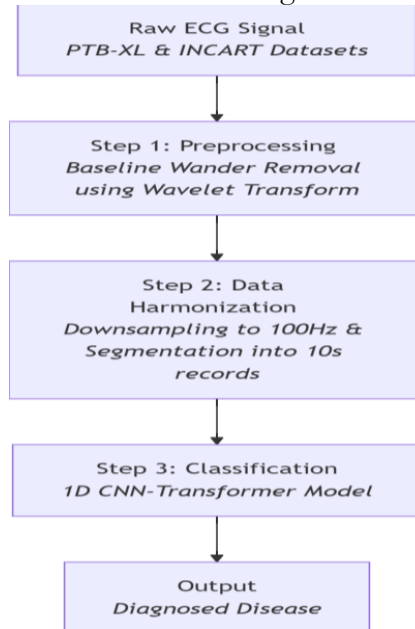 Raw ECG Signal
PTB-XL & INCART Datasets
Step 1: Preprocessing
Baseline Wander Removal
using Wavelet Transform
Step 2: Data
Harmonization
Downsampling to 100Hz &
Segmentation into 10s
records
Step 3: Classification
1D CNN-Transformer Model
Output
Diagnosed Disease